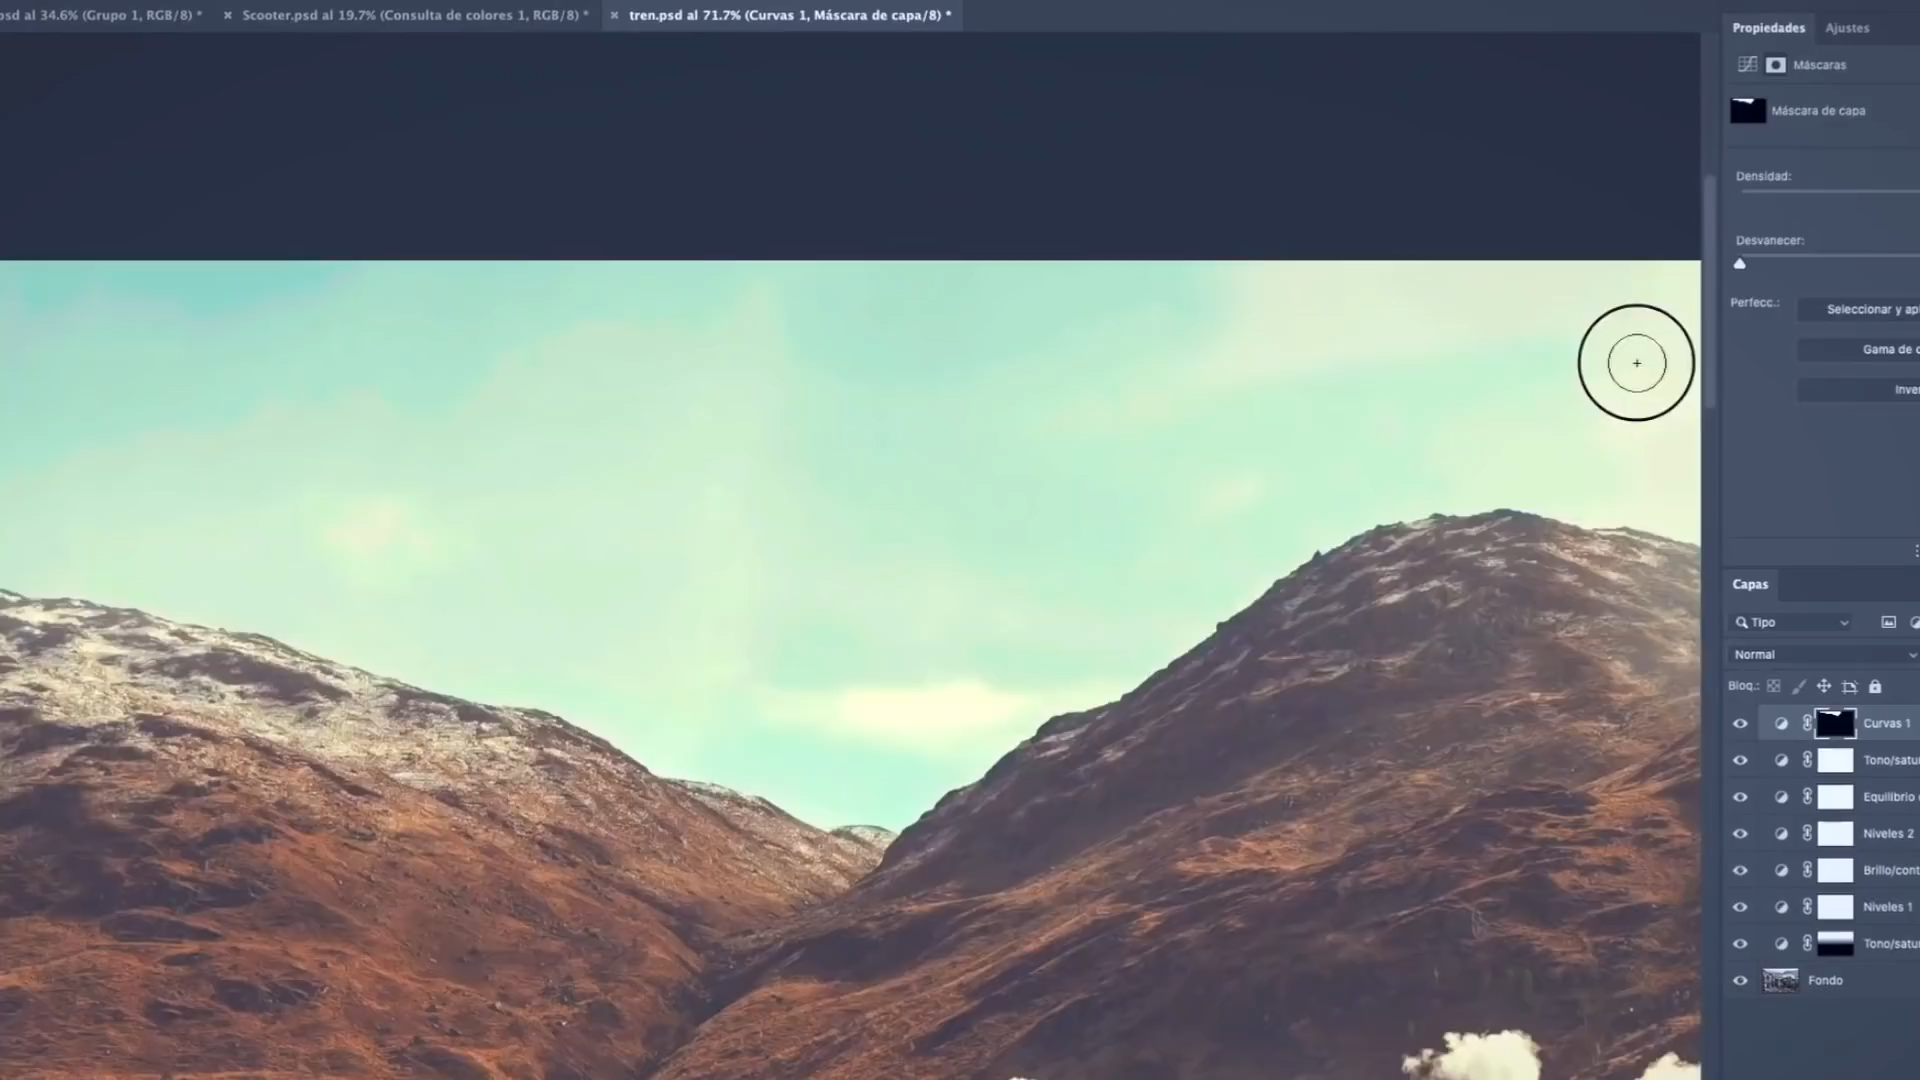 psd al 34.6% (Grupo 1, RGB/8) *
Scooter.psd al 19.7% (Consulta de colores 1, RGB/8) *
tren.psd al 71.7% (Curvas 1, Máscara de capa/8) *
Propiedades Ajustes
Máscaras
Máscara de capa
Densidad:
Desvanecer:
Perfecc.: Seleccionar y apl
Gama de c
Inver
Capas
Tipo
Normal
Bloq.:
Curvas 1
Tono/satur
Equilibrio
Niveles 2
Brillo/cont
Niveles 1
Tono/satur
Fondo